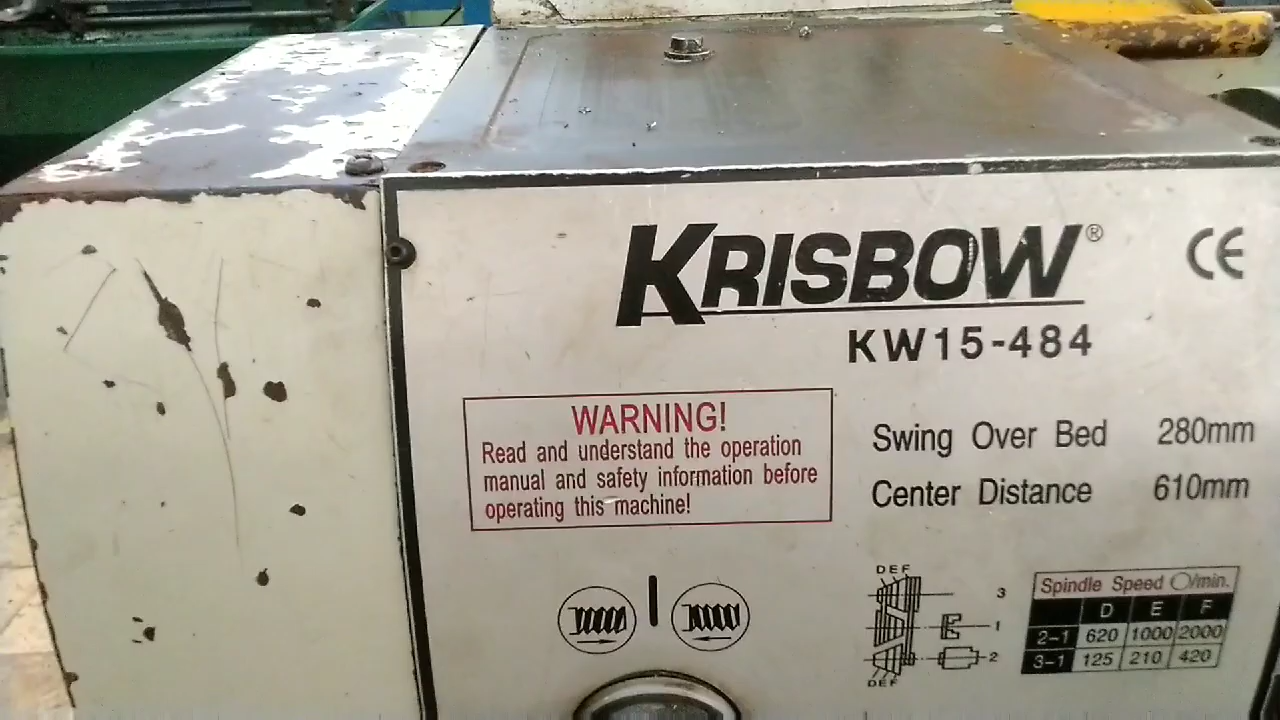 KRISBOW®
CE
KW15-484
WARNING!
Read and understand the operation
manual and safety information before
operating this machine!
Swing Over Bed 280mm
Center Distance 610mm
DEF
3
1
2
DEF
Spindle Speed ◯/min.
D E F
2-1 620 1000 2000
3-1 125 210 420